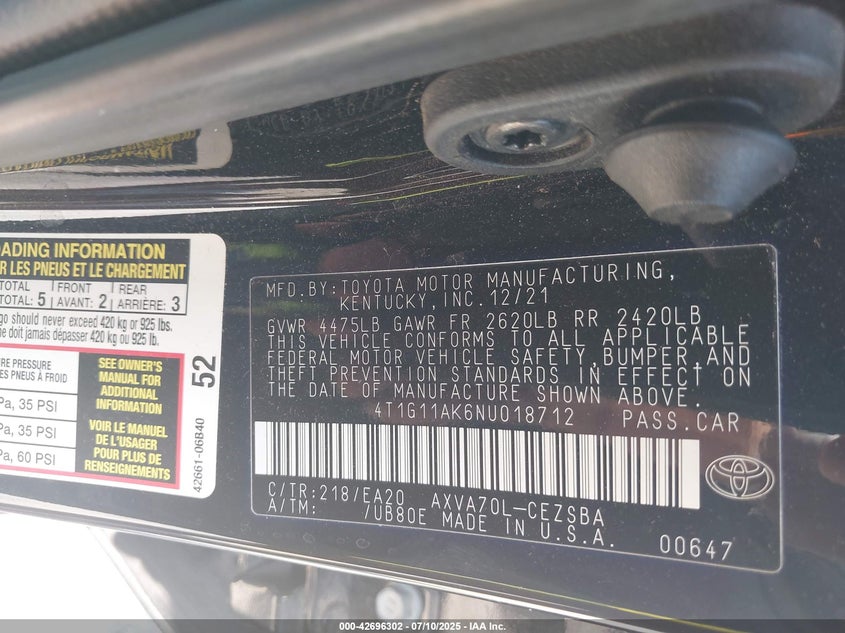 OADING INFORMATION
R LES PNEUS ET LE CHARGEMENT
TOTAL: 5 FRONT AVANT: 2 REAR ARRIÈRE: 3
TOTAL
go should never exceed 420 kg or 925 lbs.
ne doit jamais dépasser 420 kg ou 925 lb.
RE PRESSURE
ES PNEUS À FROID
Pa, 35 PSI
Pa, 35 PSI
Pa, 60 PSI
SEE OWNER'S
MANUAL FOR
ADDITIONAL
INFORMATION
VOIR LE MANUEL
DE L'USAGER
POUR PLUS DE
RENSEIGNEMENTS
52
42661-06B40
MFD.BY:TOYOTA MOTOR MANUFACTURING,
KENTUCKY, INC. 12/21
GVWR 4475LB GAWR FR 2620LB RR 2420LB
THIS VEHICLE CONFORMS TO ALL APPLICABLE
FEDERAL MOTOR VEHICLE SAFETY, BUMPER, AND
THEFT PREVENTION STANDARDS IN EFFECT ON
THE DATE OF MANUFACTURE SHOWN ABOVE.
4T1G11AK6NU018712 PASS.CAR
C/TR:218/EA20 AXVA70L-CEZSBA
A/TM: /UB80E MADE IN U.S.A.
00647
000-42696302 - 07/10/2025 - IAA Inc.